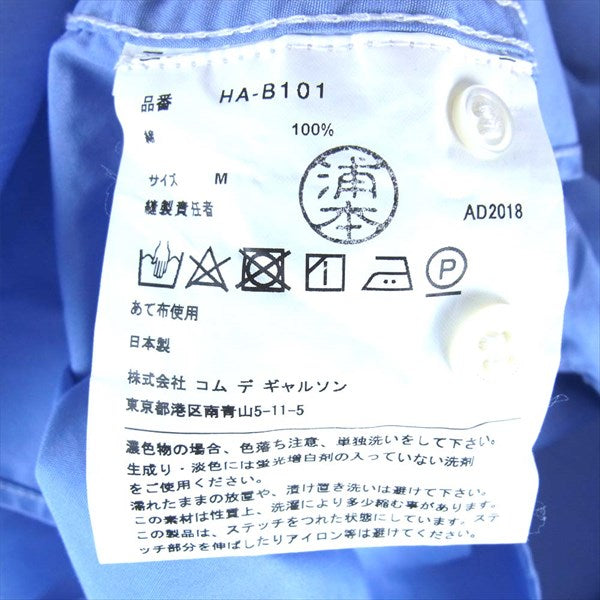 品番 HA-B101
綿 100%
サイズ M
縫製責任者
浦本
AD2018
P
あて布使用
日本製
株式会社 コム デ ギャルソン
東京都港区南青山5-11-5
濃色物の場合、色落ち注意、単独洗いをして下さい。
生成り・淡色には蛍光増白剤の入っていない洗剤
をご使用ください。
濡れたままの放置や、漬け置き洗いは避けて下さい。
この素材は性質上、洗濯により多少縮む事があります。
この製品は、ステッチをつれた状態にしています。ステ
ッチ部分を伸ばしたりアイロン等は避けて下さい。